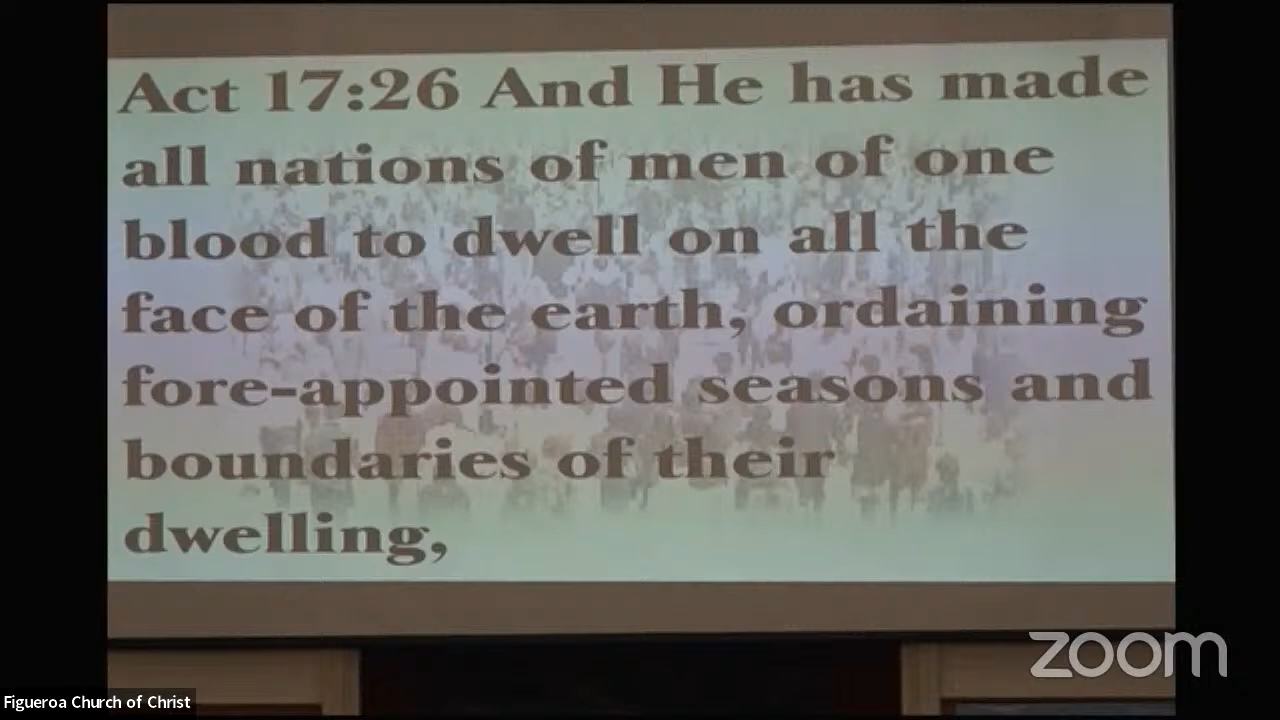 Act 17:26 And He has made
all nations of men of one
blood to dwell on all the
face of the earth, ordaining
fore-appointed seasons and
boundaries of their
dwelling,
zoom
Figueroa Church of Christ